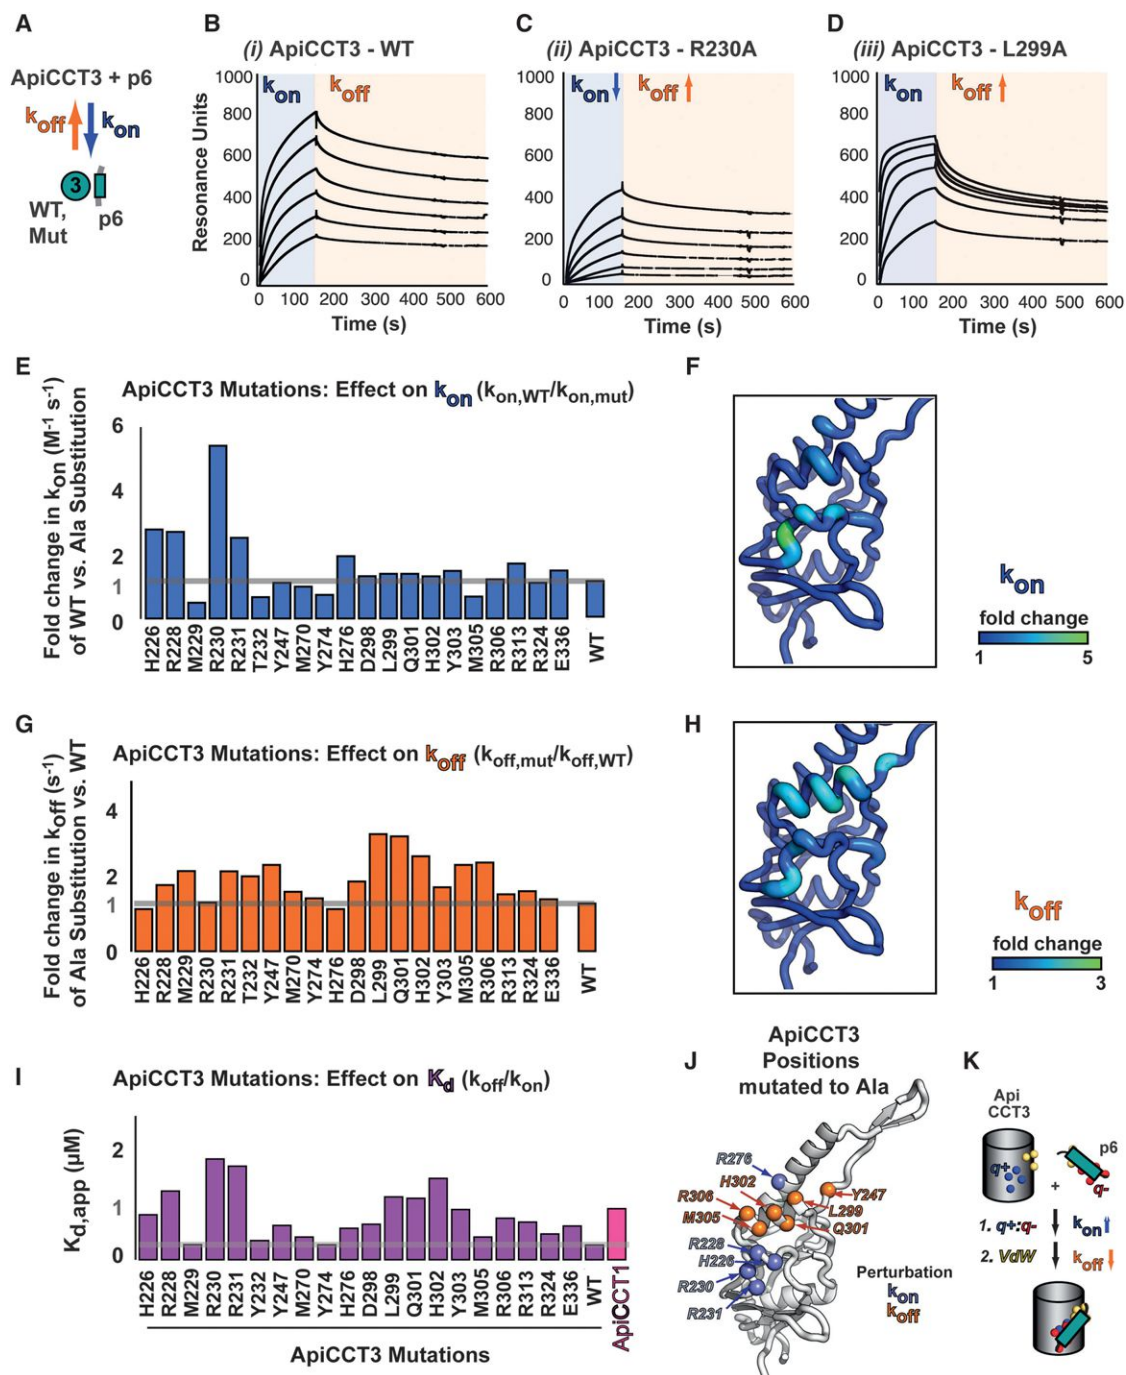 A
ApiCCT3 + p6
koff
kon
3
WT,
Mut
p6
B
(i) ApiCCT3 - WT
kon
koff
Resonance Units
1000
800
600
400
200
0
0 100 200 300 400 500 600
Time (s)
C
(ii) ApiCCT3 - R230A
kon
koff
1000
800
600
400
200
0
0 100 200 300 400 500 600
Time (s)
D
(iii) ApiCCT3 - L299A
kon
koff
1000
800
600
400
200
0
0 100 200 300 400 500 600
Time (s)
E
ApiCCT3 Mutations: Effect on kon (kon,WT/kon,mut)
Fold change in kon (M-1 s-1)
of WT vs. Ala Substitution
6
4
2
1
0
H226 R228 M229 R230 R231 T232 Y247 M270 Y274 H276 D298 L299 Q301 H302 Y303 M305 R306 R313 R324 E336 WT
F
kon
fold change
1 5
G
ApiCCT3 Mutations: Effect on koff (koff,mut/koff,WT)
Fold change in koff (s-1)
of Ala Substitution vs. WT
4
2
1
0
H226 R228 M229 R230 R231 T232 Y247 M270 Y274 H276 D298 L299 Q301 H302 Y303 M305 R306 R313 R324 E336 WT
H
koff
fold change
1 3
I
ApiCCT3 Mutations: Effect on Kd (koff/kon)
Kd,app (μM)
2
1
0
H226 R228 M229 R230 R231 Y232 Y247 M270 Y274 H276 D298 L299 Q301 H302 Y303 M305 R306 R313 R324 E336 WT ApiCCT1
ApiCCT3 Mutations
J
ApiCCT3
Positions
mutated to Ala
R276
H302
R306
M305
Y247
L299
Q301
R228
H226
R230
R231
Perturbation
kon
koff
K
Api
CCT3
q+
+
p6
q-
1. q+:q-
kon
2. VdW
koff